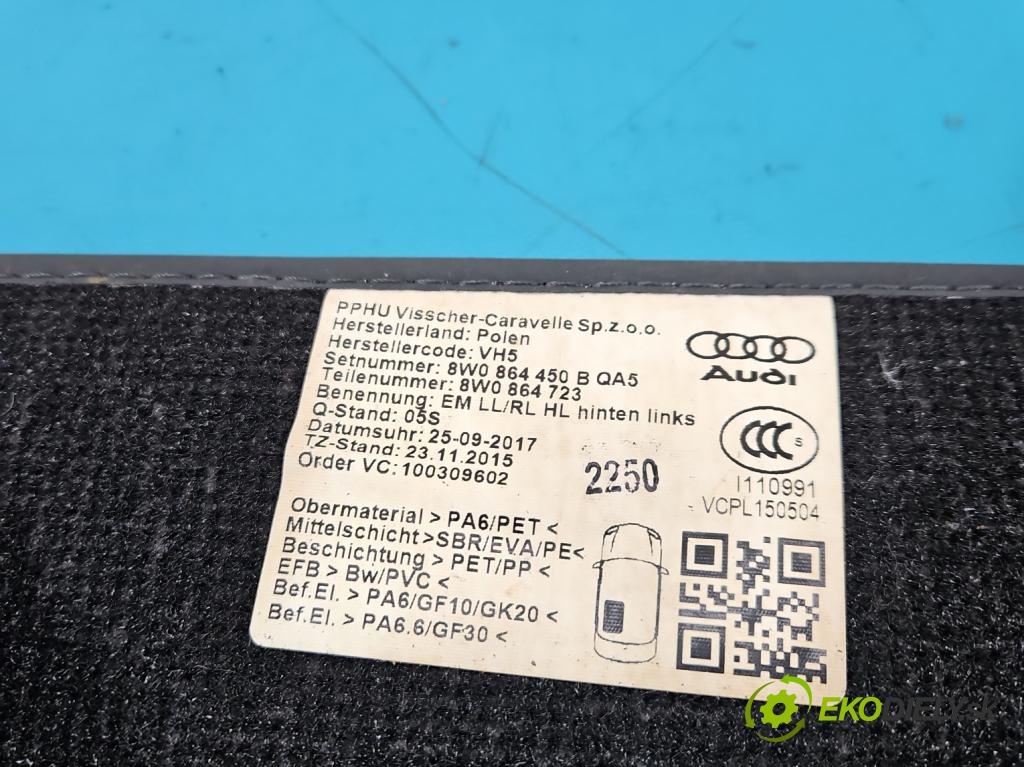 PPHU Visscher-Caravelle Sp.z.o.o.
Herstellerland: Polen
Herstellercode: VH5
Setnummer: 8W0 864 450 B QA5
Teilenummer: 8W0 864 723
Benennung: EM LL/RL HL hinten links
Q-Stand: 05S
Datumsuhr: 25-09-2017
TZ-Stand: 23.11.2015
Order VC: 100309602
Audi
CCC S
2250
I110991
VCPL150504
Obermaterial > PA6/PET <
Mittelschicht >SBR/EVA/PE<
Beschichtung > PET/PP <
EFB > Bw/PVC <
Bef.El. > PA6/GF10/GK20 <
Bef.El. > PA6.6/GF30 <